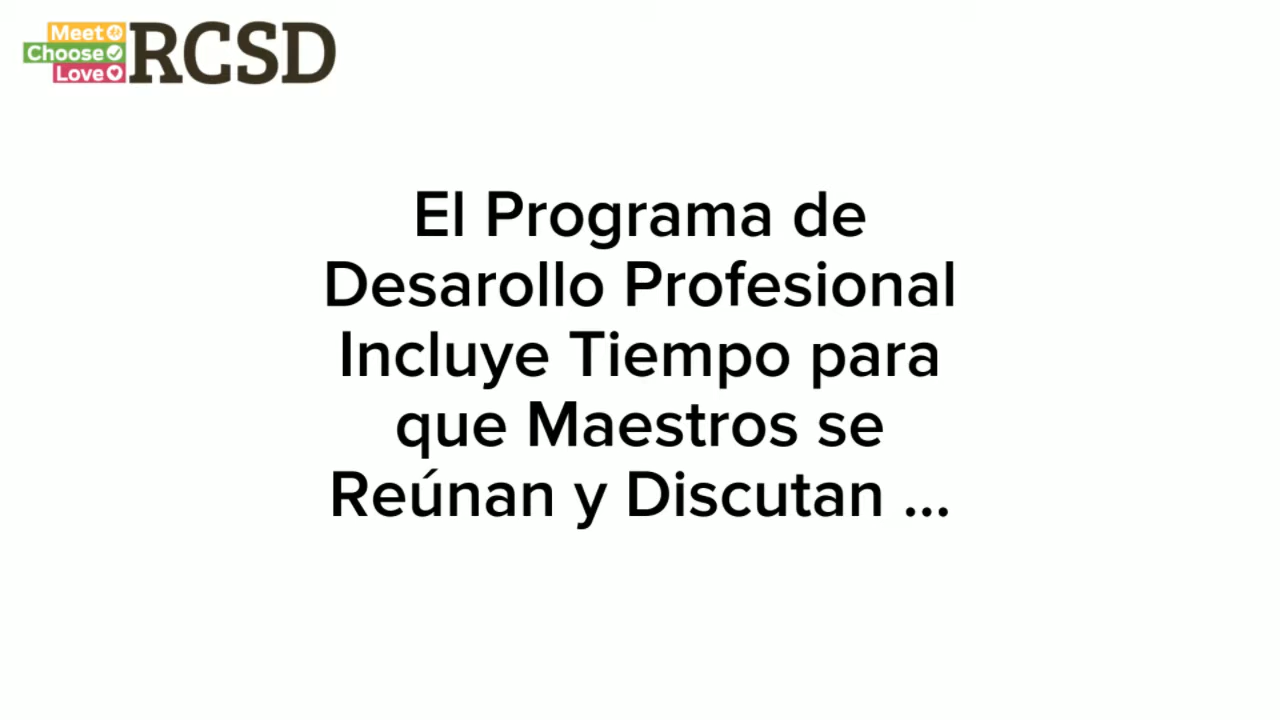 Meet
Choose
Love
RCSD
El Programa de
Desarollo Profesional
Incluye Tiempo para
que Maestros se
Reúnan y Discutan ...